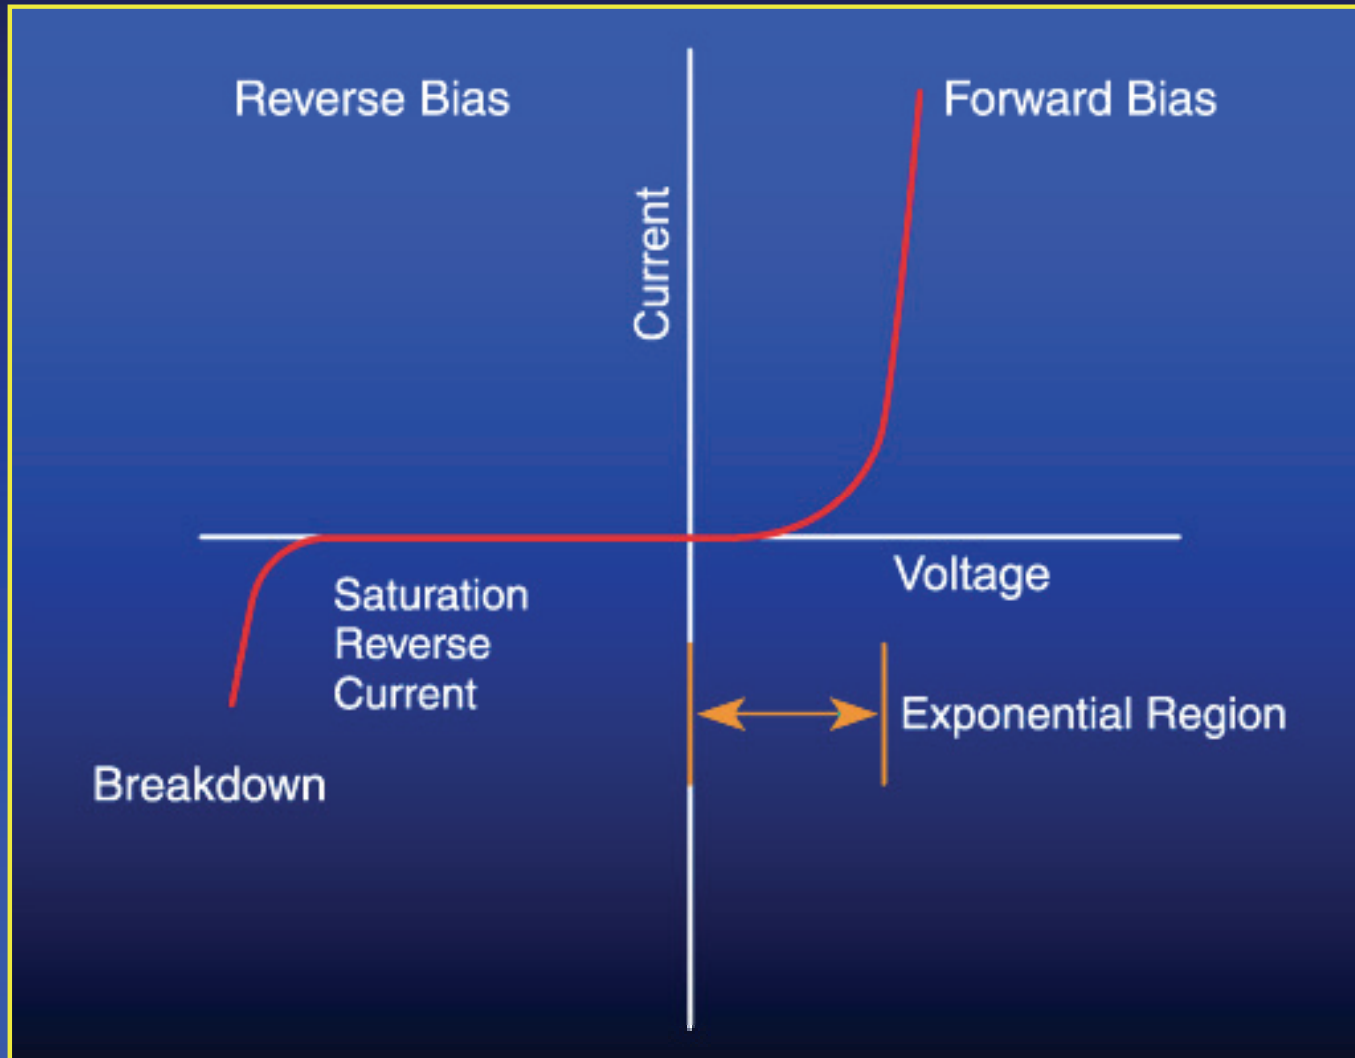 Reverse Bias
Forward Bias
Current
Voltage
Saturation
Reverse
Current
Exponential Region
Breakdown